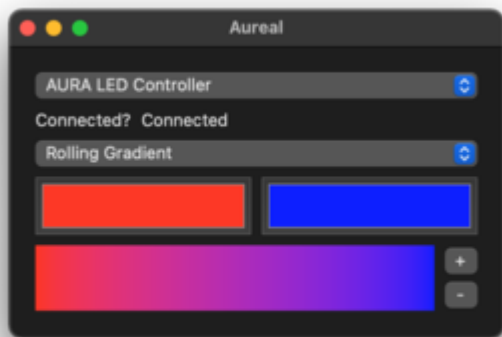 Aureal
AURA LED Controller
Connected? Connected
Rolling Gradient
+
-